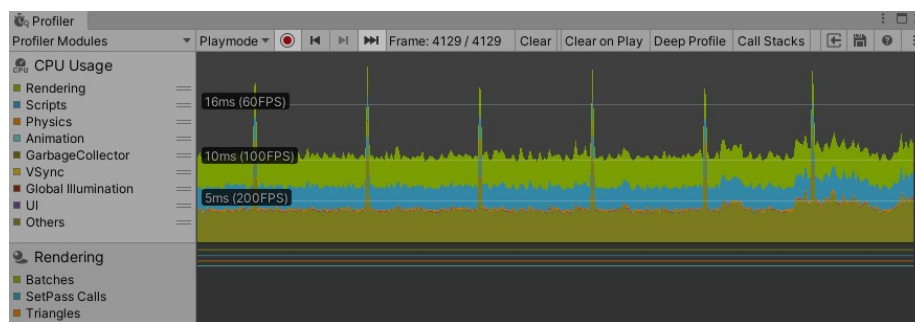 Profiler
Profiler Modules Playmode Frame: 4129 / 4129 Clear Clear on Play Deep Profile Call Stacks
CPU Usage
Rendering
Scripts
Physics
Animation
GarbageCollector
VSync
Global Illumination
UI
Others
16ms (60FPS)
10ms (100FPS)
5ms (200FPS)
Rendering
Batches
SetPass Calls
Triangles